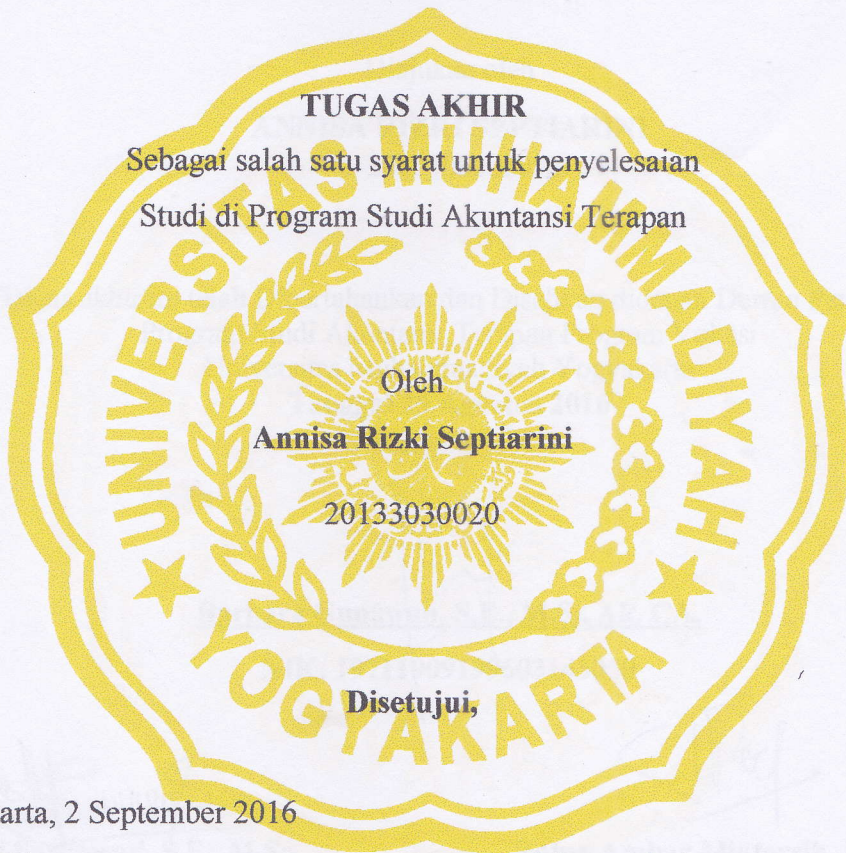 TUGAS AKHIR
Sebagai salah satu syarat untuk penyelesaian
Studi di Program Studi Akuntansi Terapan
UNIVERSITAS MUHAMMADIYAH
Oleh
Annisa Rizki Septiarini
20133030020
YOGYAKARTA
Disetujui,
arta, 2 September 2016